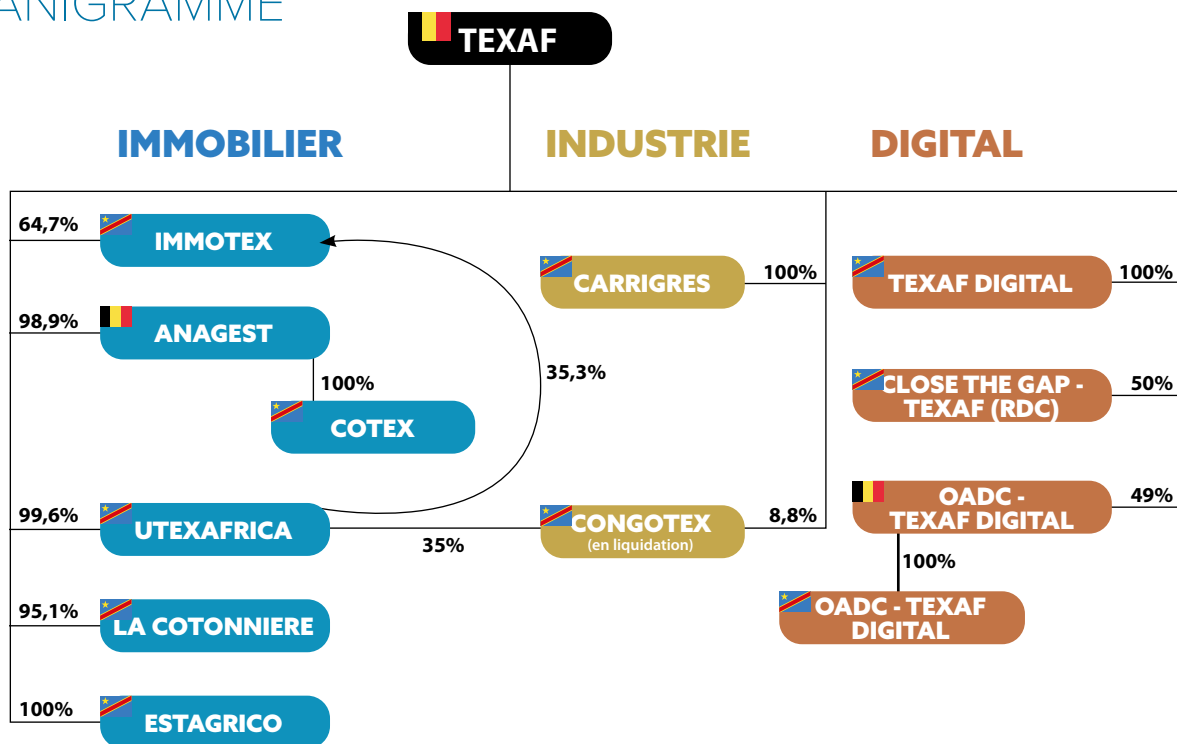 ANIGRAMME
TEXAF
IMMOBILIER
INDUSTRIE
DIGITAL
64,7%
IMMOTEX
98,9%
ANAGEST
100%
COTEX
35,3%
99,6%
UTEXAFRICA
35%
95,1%
LA COTONNIERE
100%
ESTAGRICO
CARRIGRES
100%
CONGOTEX
(en liquidation)
8,8%
TEXAF DIGITAL
100%
CLOSE THE GAP -
TEXAF (RDC)
50%
OADC -
TEXAF DIGITAL
49%
100%
OADC - TEXAF
DIGITAL